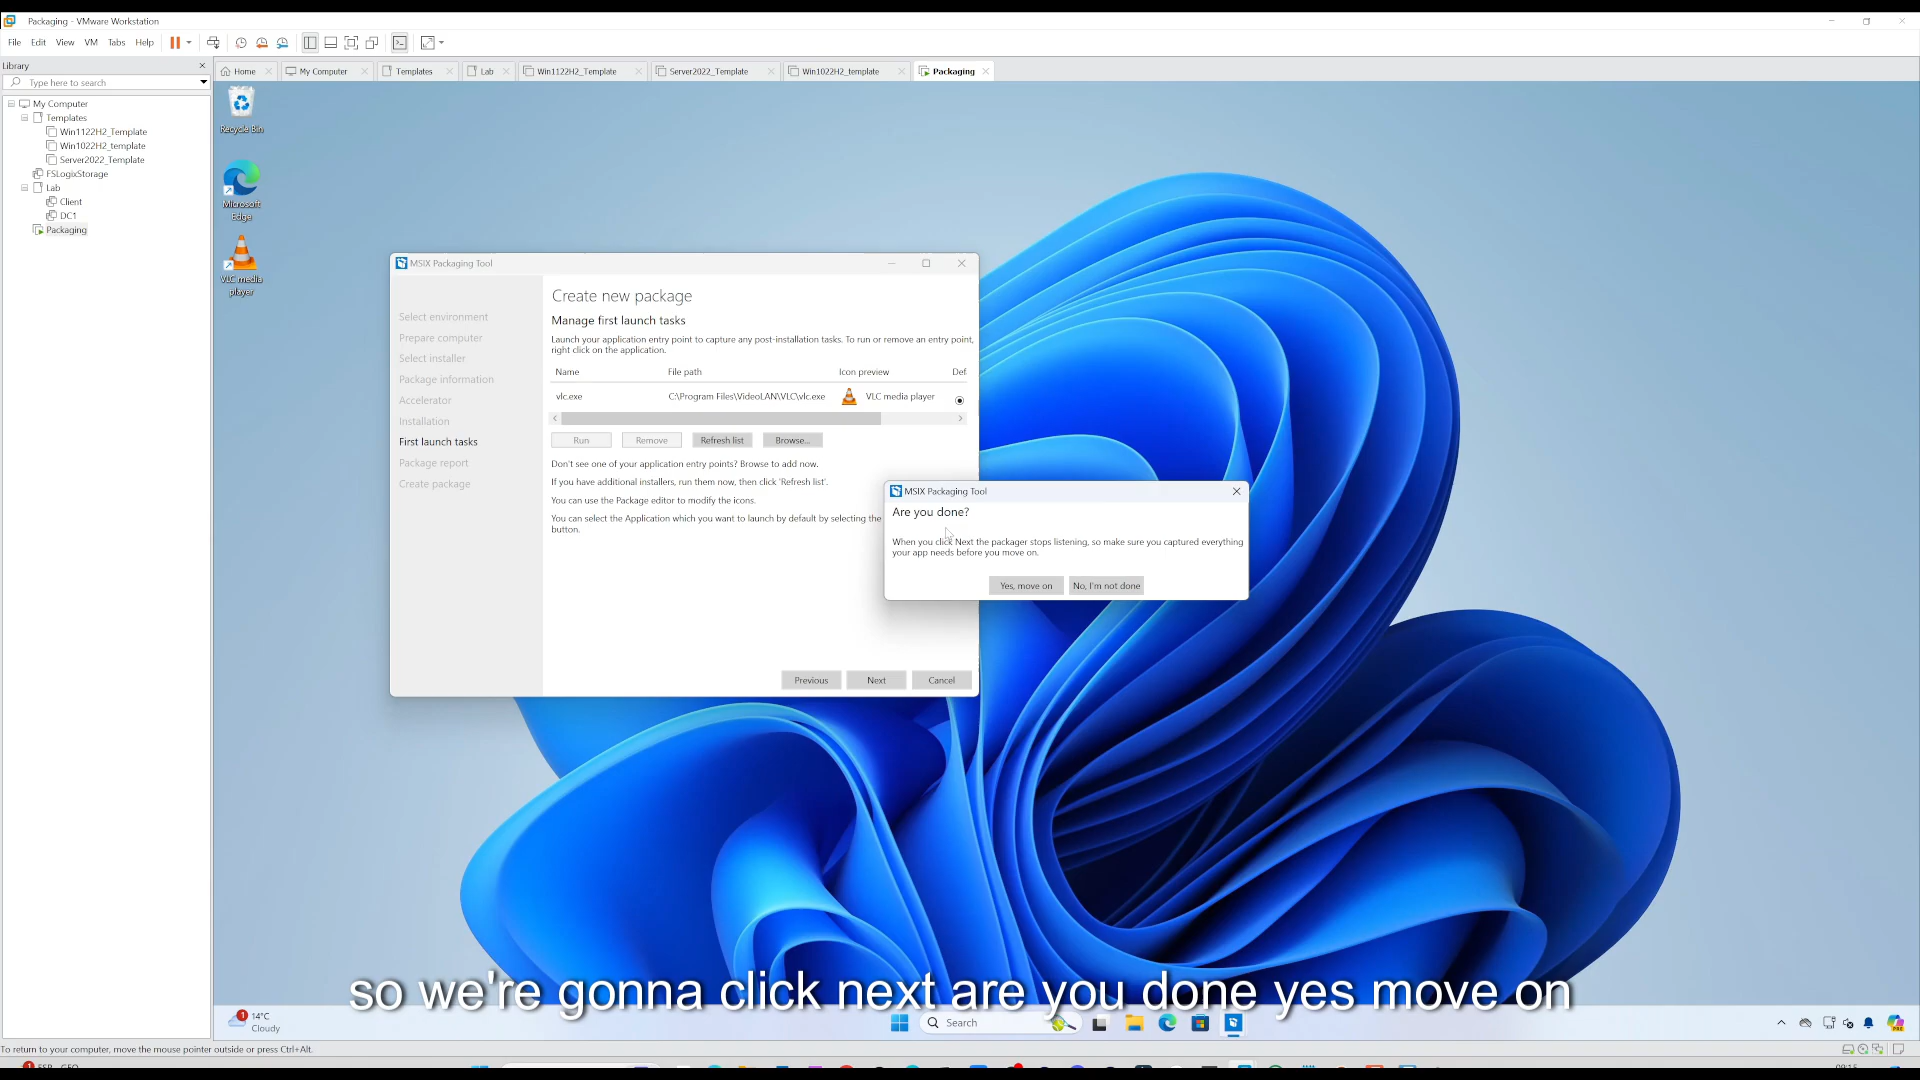 Packaging - VMware Workstation
File Edit View VM Tabs Help
Library
Type here to search
My Computer
Templates
Win1122H2_Template
Win1022H2_template
Server2022_Template
FSLogixStorage
Lab
Client
DC1
Packaging
Home My Computer Templates Lab Win1122H2_Template Server2022_Template Win1022H2_template Packaging
Recycle Bin
Microsoft
Edge
VLC media
player
MSIX Packaging Tool
Select environment
Prepare computer
Select installer
Package information
Accelerator
Installation
First launch tasks
Package report
Create package
Create new package
Manage first launch tasks
Launch your application entry point to capture any post-installation tasks. To run or remove an entry point,
right click on the application.
Name File path Icon preview Def
vlc.exe C:\Program Files\VideoLAN\VLC\vlc.exe VLC media player
Run Remove Refresh list Browse...
Don't see one of your application entry points? Browse to add now.
If you have additional installers, run them now, then click 'Refresh list'.
You can use the Package editor to modify the icons.
You can select the Application which you want to launch by default by selecting the
button.
Previous Next Cancel
MSIX Packaging Tool
Are you done?
When you click Next the packager stops listening, so make sure you captured everything
your app needs before you move on.
Yes, move on No, I'm not done
so we're gonna click next are you done yes move on
1 14°C
Cloudy
Search
To return to your computer, move the mouse pointer outside or press Ctrl+Alt.